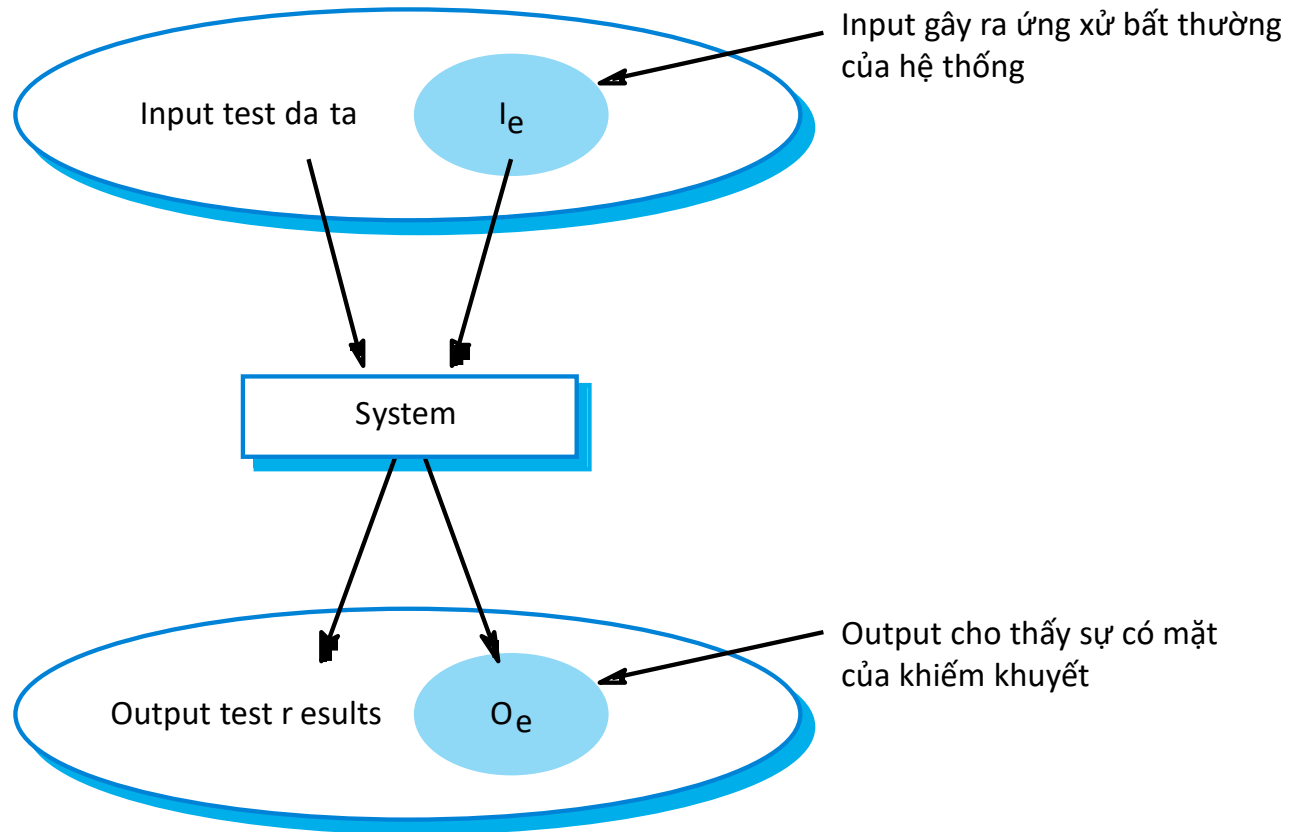 Input gây ra ứng xử bất thường
của hệ thống
Input test da ta
Ie
System
Output cho thấy sự có mặt
của khiếm khuyết
Output test r esults
Oe